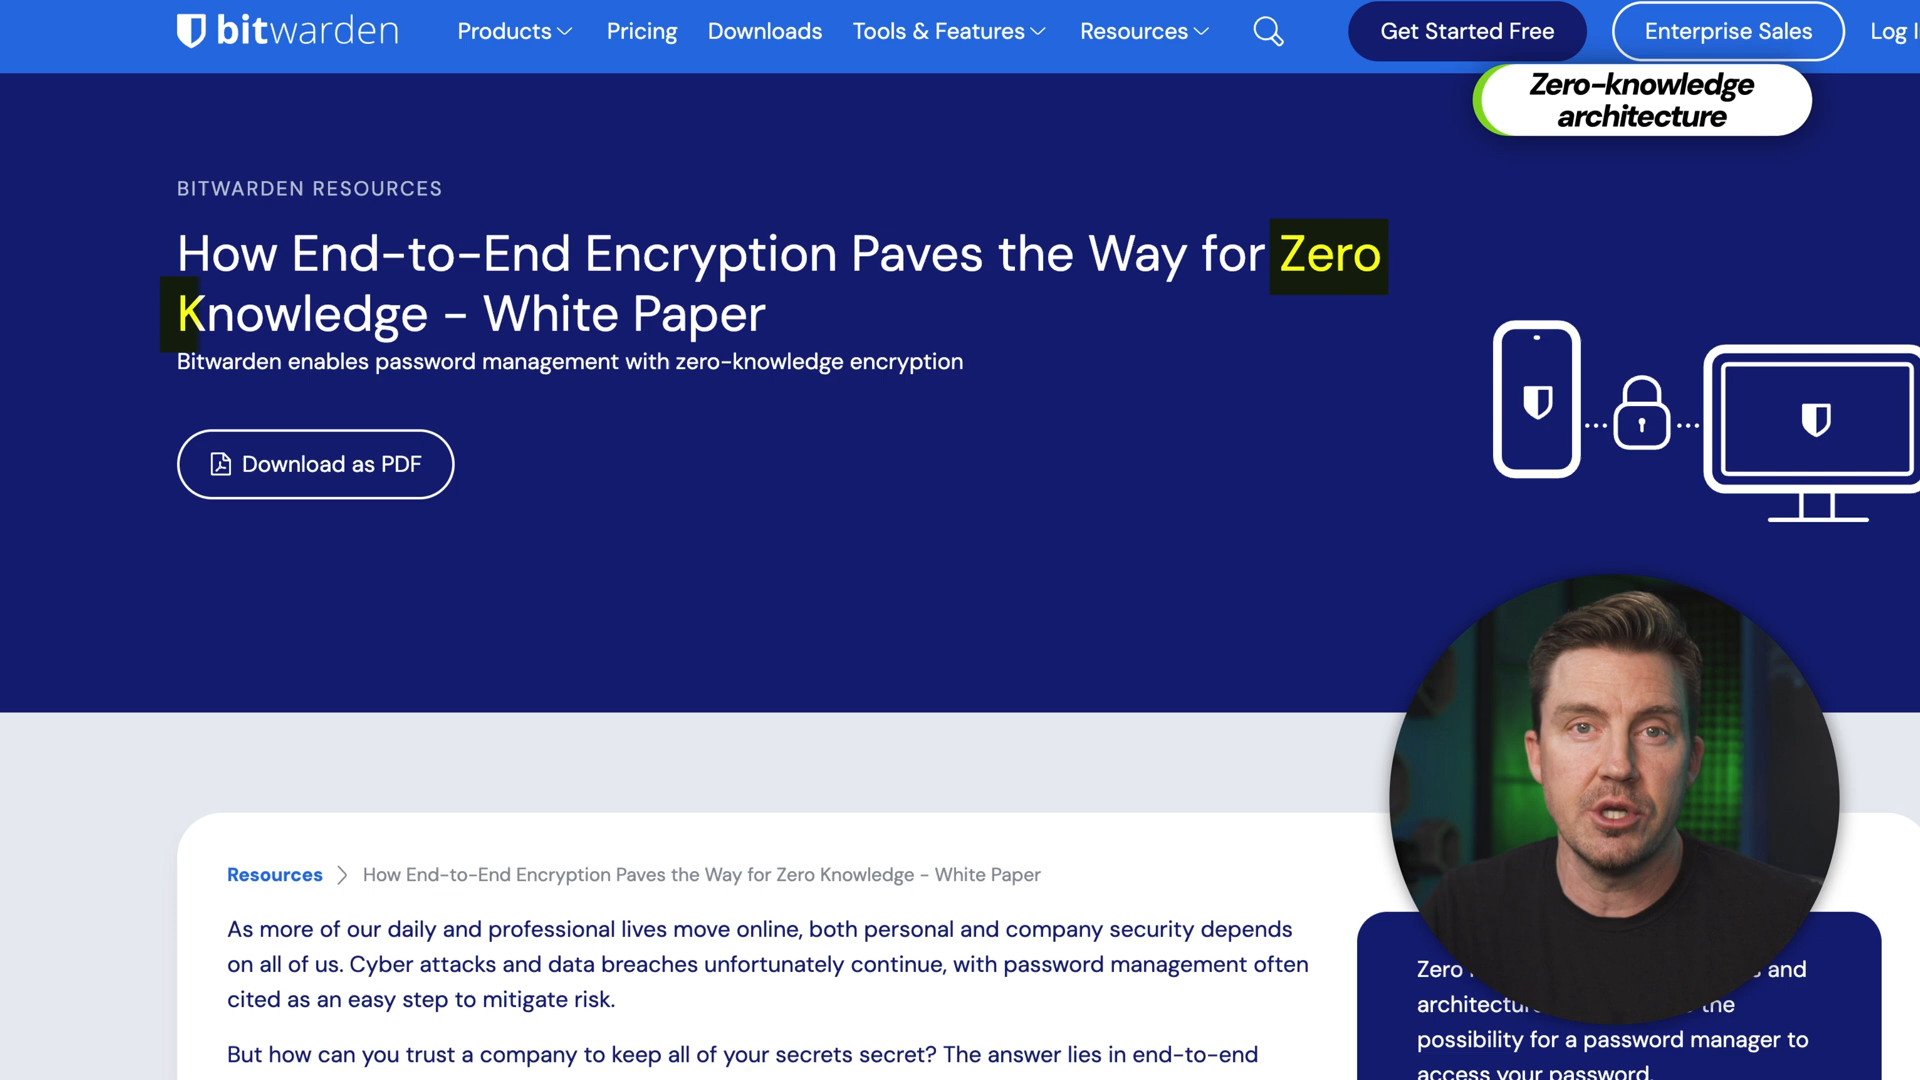 bitwarden
Products
Pricing
Downloads
Tools & Features
Resources
Get Started Free
Enterprise Sales
Log
Zero-knowledge
architecture
BITWARDEN RESOURCES
How End-to-End Encryption Paves the Way for Zero
Knowledge - White Paper
Bitwarden enables password management with zero-knowledge encryption
Download as PDF
Resources
How End-to-End Encryption Paves the Way for Zero Knowledge - White Paper
As more of our daily and professional lives move online, both personal and company security depends
on all of us. Cyber attacks and data breaches unfortunately continue, with password management often
cited as an easy step to mitigate risk.
But how can you trust a company to keep all of your secrets secret? The answer lies in end-to-end
Zero and
the
possibility for a password manager to
access your password.